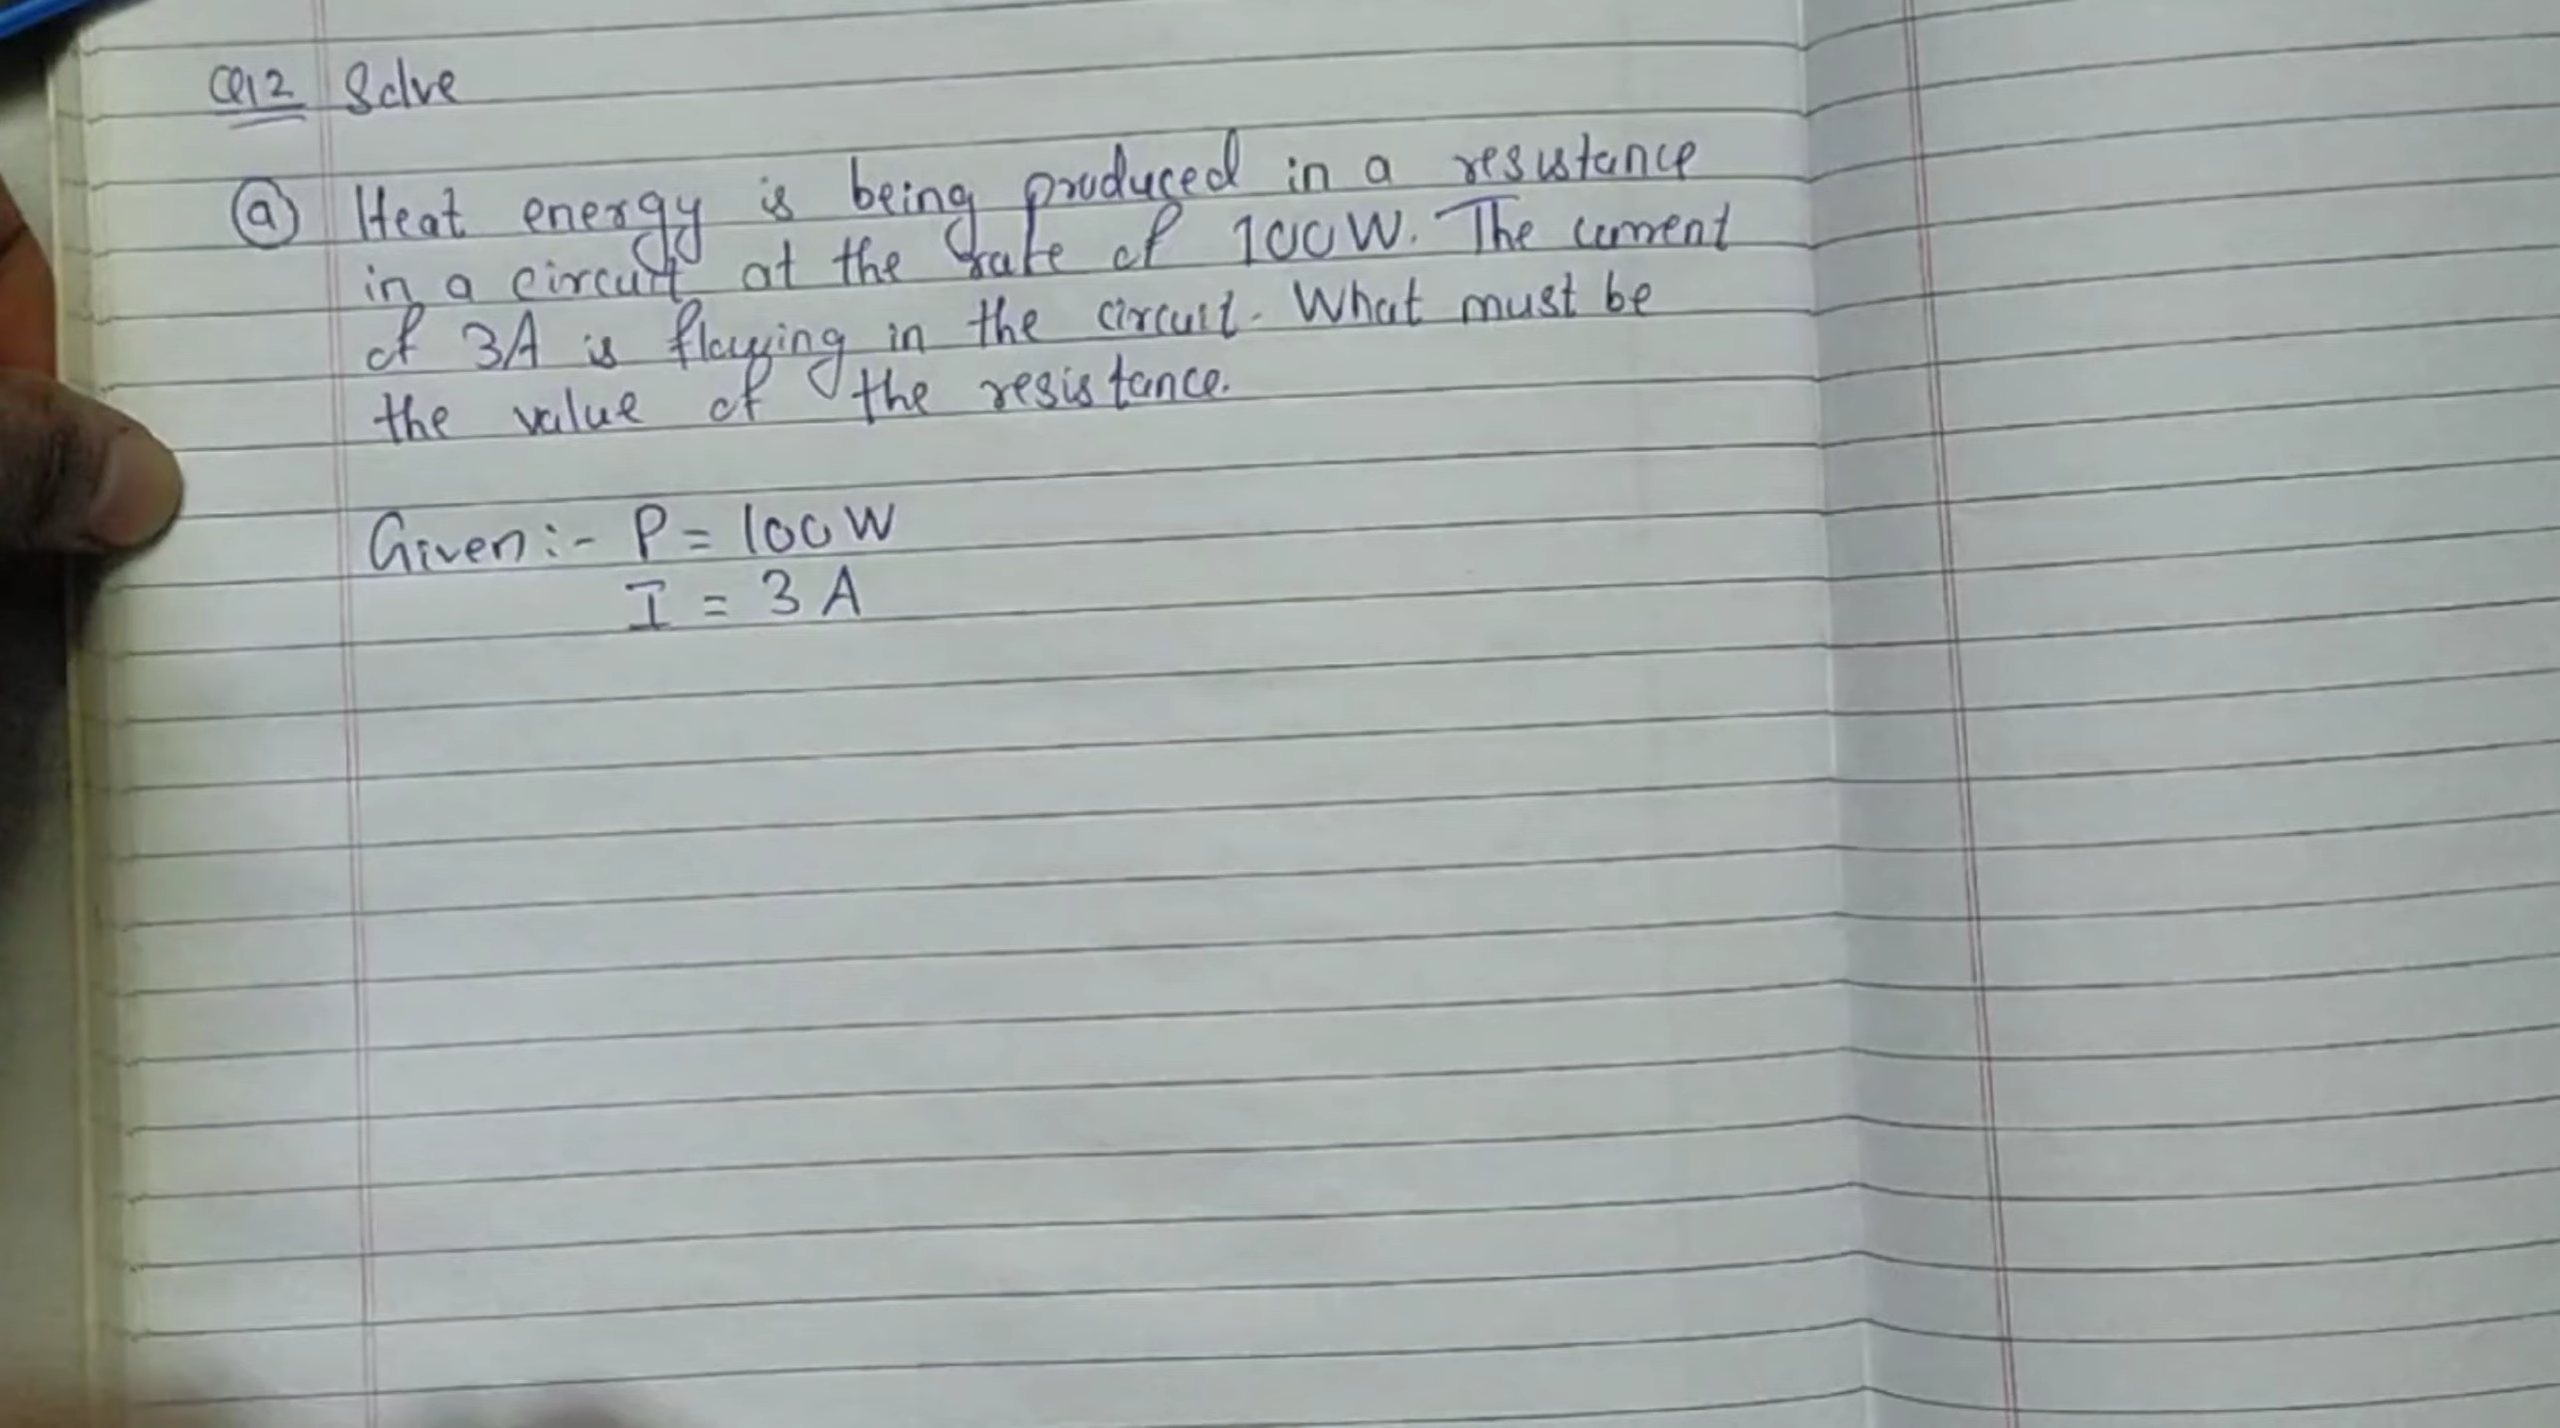 Q12 Solve
(a) Heat energy is being produced in a resistance
in a circuit at the rate of 100W. The current
of 3A is flowing in the circuit. What must be
the value of the resistance.
Given:- P = 100 W
I = 3 A